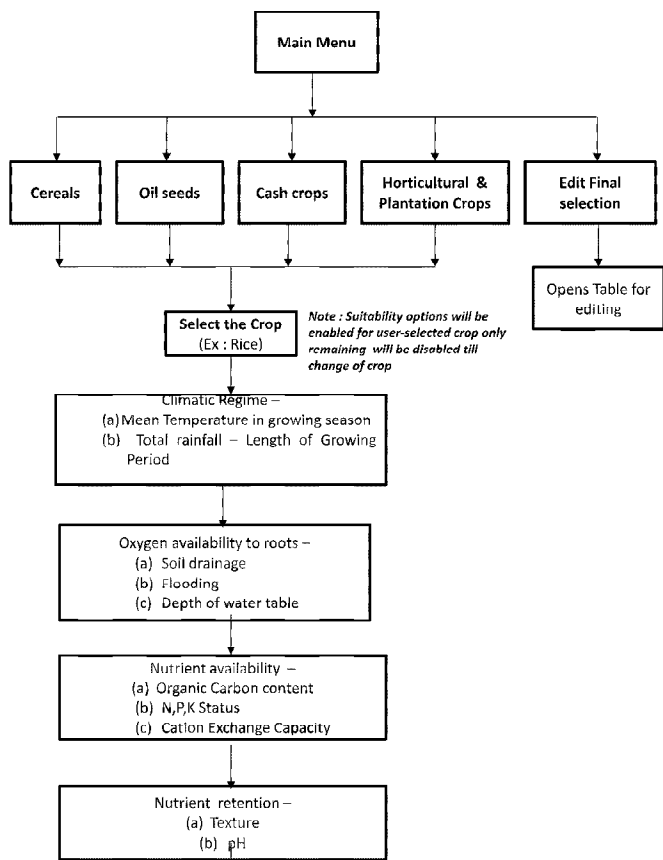 Main Menu
Cereals
Oil seeds
Cash crops
Horticultural &
Plantation Crops
Edit Final
selection
Opens Table for
editing
Select the Crop
(Ex : Rice)
Note : Suitability options will be
enabled for user-selected crop only
remaining will be disabled till
change of crop
Climatic Regime –
(a) Mean Temperature in growing season
(b) Total rainfall – Length of Growing
Period
Oxygen availability to roots –
(a) Soil drainage
(b) Flooding
(c) Depth of water table
Nutrient availability –
(a) Organic Carbon content
(b) N,P,K Status
(c) Cation Exchange Capacity
Nutrient retention –
(a) Texture
(b) pH